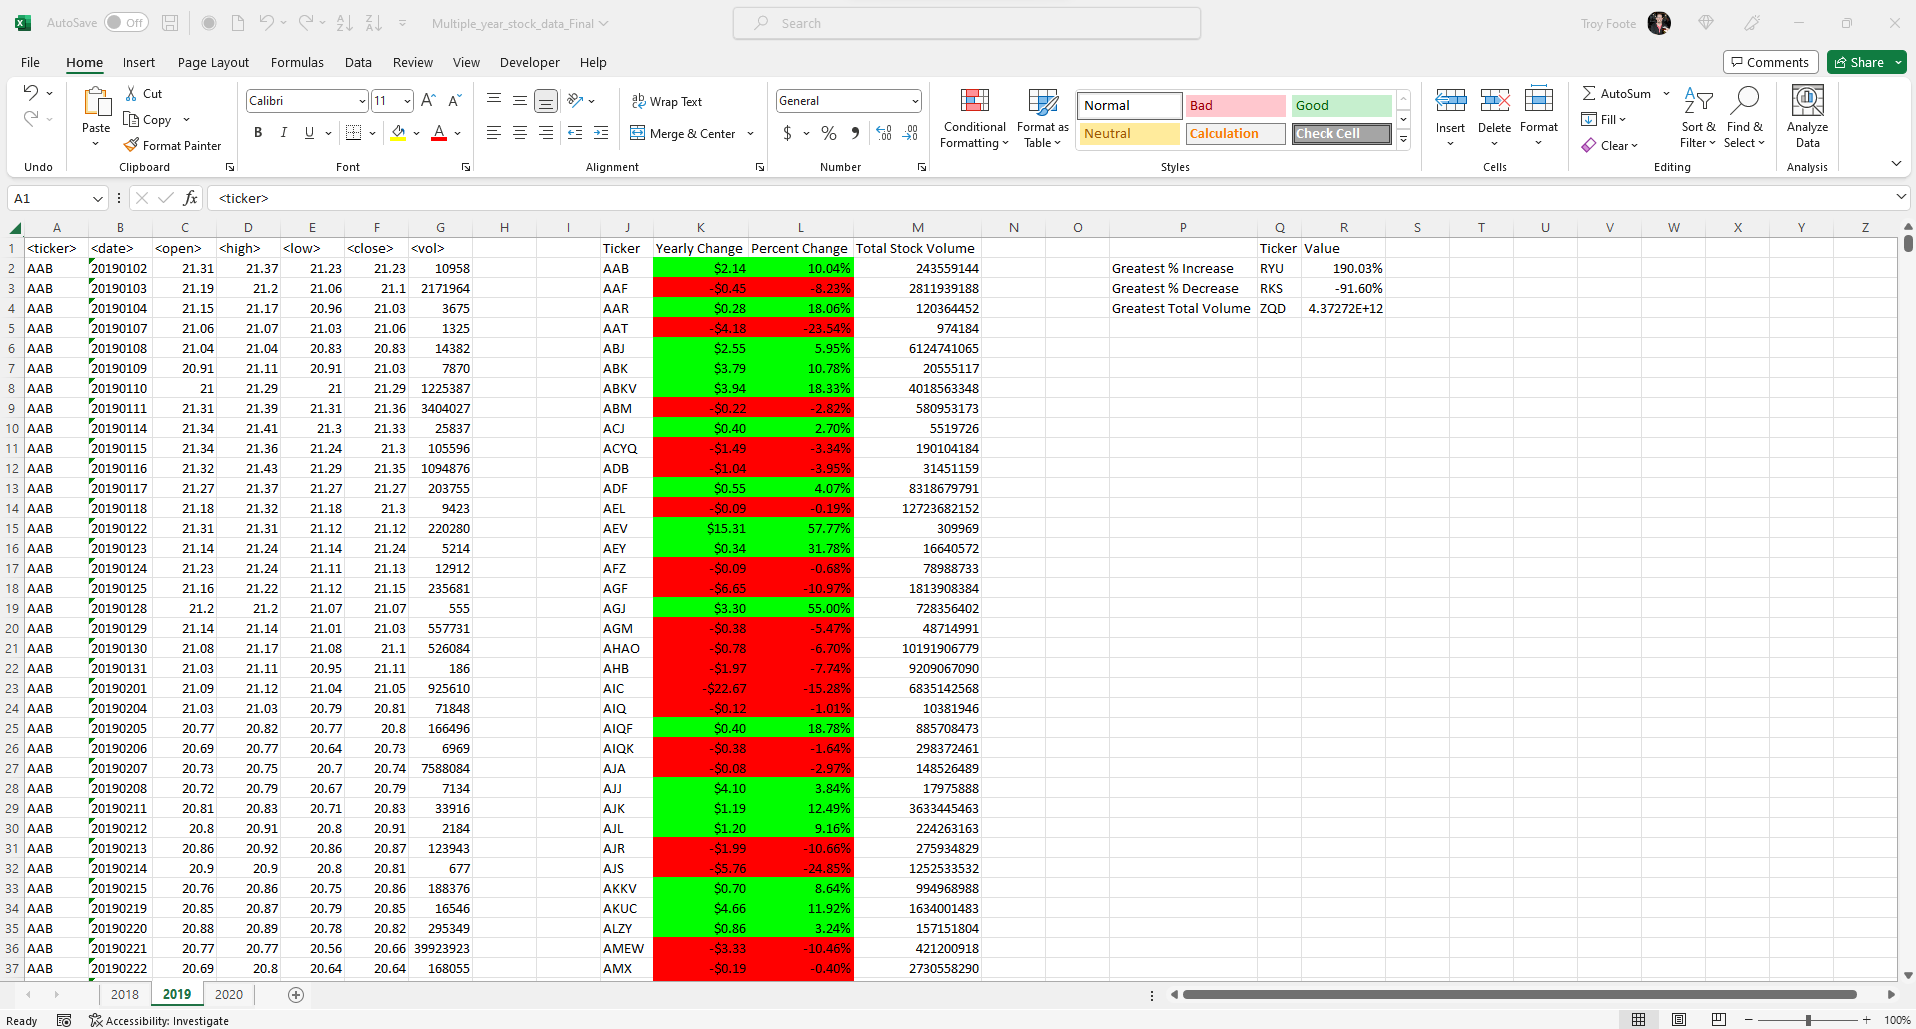 AutoSave Off Multiple_year_stock_data_Final Search Troy Foote
File Home Insert Page Layout Formulas Data Review View Developer Help Comments Share
Cut Calibri 11 Wrap Text General Normal Bad Good AutoSum
Copy Paste Conditional Format as Insert Delete Format Fill Sort & Find & Analyze
Format Painter B I U Merge & Center $ % Formatting Table Neutral Calculation Check Cell Clear Filter Select Data
Undo Clipboard Font Alignment Number Styles Cells Editing Analysis
A1 fx <ticker>
A B C D E F G H I J K L M N O P Q R S T U V W X Y Z
1 <ticker> <date> <open> <high> <low> <close> <vol> Ticker Yearly Change Percent Change Total Stock Volume Ticker Value
2 AAB 20190102 21.31 21.37 21.23 21.23 10958 AAB $2.14 10.04% 243559144 Greatest % Increase RYU 190.03%
3 AAB 20190103 21.19 21.2 21.06 21.1 2171964 AAF -$0.45 -8.23% 2811939188 Greatest % Decrease RKS -91.60%
4 AAB 20190104 21.15 21.17 20.96 21.03 3675 AAR $0.28 18.06% 120364452 Greatest Total Volume ZQD 4.37272E+12
5 AAB 20190107 21.06 21.07 21.03 21.06 1325 AAT -$4.18 -23.54% 974184
6 AAB 20190108 21.04 21.04 20.83 20.83 14382 ABJ $2.55 5.95% 6124741065
7 AAB 20190109 20.91 21.11 20.91 21.03 7870 ABK $3.79 10.78% 20555117
8 AAB 20190110 21 21.29 21 21.29 1225387 ABKV $3.94 18.33% 4018563348
9 AAB 20190111 21.31 21.39 21.31 21.36 3404027 ABM -$0.22 -2.82% 580953173
10 AAB 20190114 21.34 21.41 21.3 21.33 25837 ACJ $0.40 2.70% 5519726
11 AAB 20190115 21.34 21.36 21.24 21.3 105596 ACYQ -$1.49 -3.34% 190104184
12 AAB 20190116 21.32 21.43 21.29 21.35 1094876 ADB -$1.04 -3.95% 31451159
13 AAB 20190117 21.27 21.37 21.27 21.27 203755 ADF $0.55 4.07% 8318679791
14 AAB 20190118 21.18 21.32 21.18 21.3 9423 AEL -$0.09 -0.19% 12723682152
15 AAB 20190122 21.31 21.31 21.12 21.12 220280 AEV $15.31 57.77% 309969
16 AAB 20190123 21.14 21.24 21.14 21.24 5214 AEY $0.34 31.78% 16640572
17 AAB 20190124 21.23 21.24 21.11 21.13 12912 AFZ -$0.09 -0.68% 78988733
18 AAB 20190125 21.16 21.22 21.12 21.15 235681 AGF -$6.65 -10.97% 1813908384
19 AAB 20190128 21.2 21.2 21.07 21.07 555 AGJ $3.30 55.00% 728356402
20 AAB 20190129 21.14 21.14 21.01 21.03 557731 AGM -$0.38 -5.47% 48714991
21 AAB 20190130 21.08 21.17 21.08 21.1 526084 AHAO -$0.78 -6.70% 10191906779
22 AAB 20190131 21.03 21.11 20.95 21.11 186 AHB -$1.97 -7.74% 9209067090
23 AAB 20190201 21.09 21.12 21.04 21.05 925610 AIC -$22.67 -15.28% 6835142568
24 AAB 20190204 21.03 21.03 20.79 20.81 71848 AIQ -$0.12 -1.01% 10381946
25 AAB 20190205 20.77 20.82 20.77 20.8 166496 AIQF $0.40 18.78% 885708473
26 AAB 20190206 20.69 20.77 20.64 20.73 6969 AIQK -$0.38 -1.64% 298372461
27 AAB 20190207 20.73 20.75 20.7 20.74 7588084 AJA -$0.08 -2.97% 148526489
28 AAB 20190208 20.72 20.79 20.67 20.79 7134 AJJ $4.10 3.84% 17975888
29 AAB 20190211 20.81 20.83 20.71 20.83 33916 AJK $1.19 12.49% 3633445463
30 AAB 20190212 20.8 20.91 20.8 20.91 2184 AJL $1.20 9.16% 224263163
31 AAB 20190213 20.86 20.92 20.86 20.87 123943 AJR -$1.99 -10.66% 275934829
32 AAB 20190214 20.9 20.9 20.8 20.81 677 AJS -$5.76 -24.85% 1252533532
33 AAB 20190215 20.76 20.86 20.75 20.86 188376 AKKV $0.70 8.64% 994968988
34 AAB 20190219 20.85 20.87 20.79 20.85 16546 AKUC $4.66 11.92% 1634001483
35 AAB 20190220 20.88 20.89 20.78 20.82 295349 ALZY $0.86 3.24% 157151804
36 AAB 20190221 20.77 20.77 20.56 20.66 39923923 AMEW -$3.33 -10.46% 421200918
37 AAB 20190222 20.69 20.8 20.64 20.64 168055 AMX -$0.19 -0.40% 2730558290
2018 2019 2020
Ready Accessibility: Investigate 100%